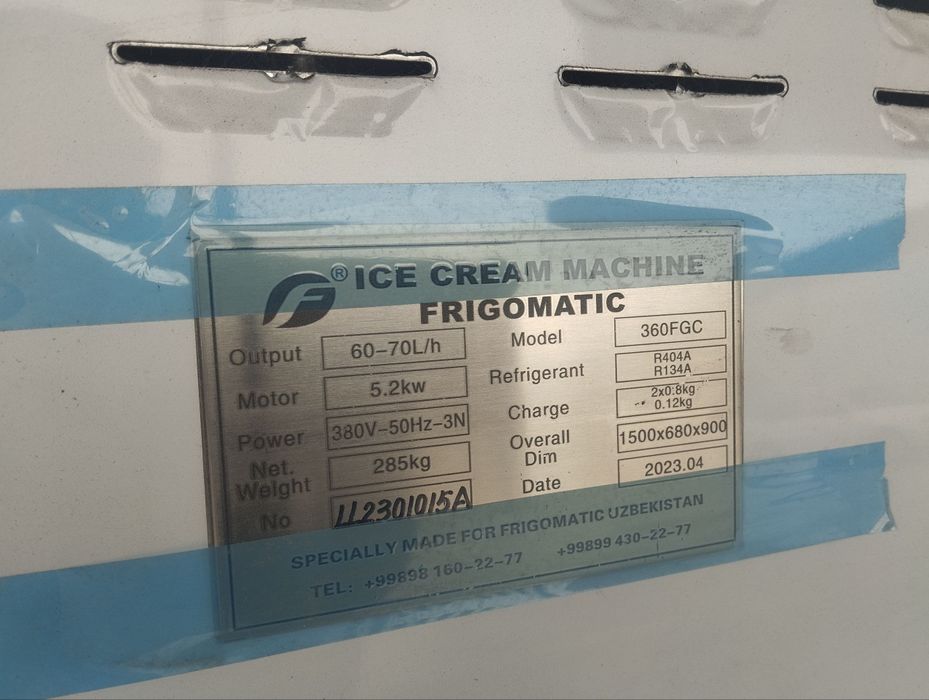 ® ICE CREAM MACHINE
FRIGOMATIC
Output 60-70L/h Model 360FGC
Motor 5.2kw Refrigerant R404A R134A
Power 380V-50Hz-3N Charge 2x0.8kg 0.12kg
Net. Weight 285kg Overall Dim 1500x680x900
No LL2301015A Date 2023.04
SPECIALLY MADE FOR FRIGOMATIC UZBEKISTAN
TEL: +99898 160-22-77 +99899 430-22-77